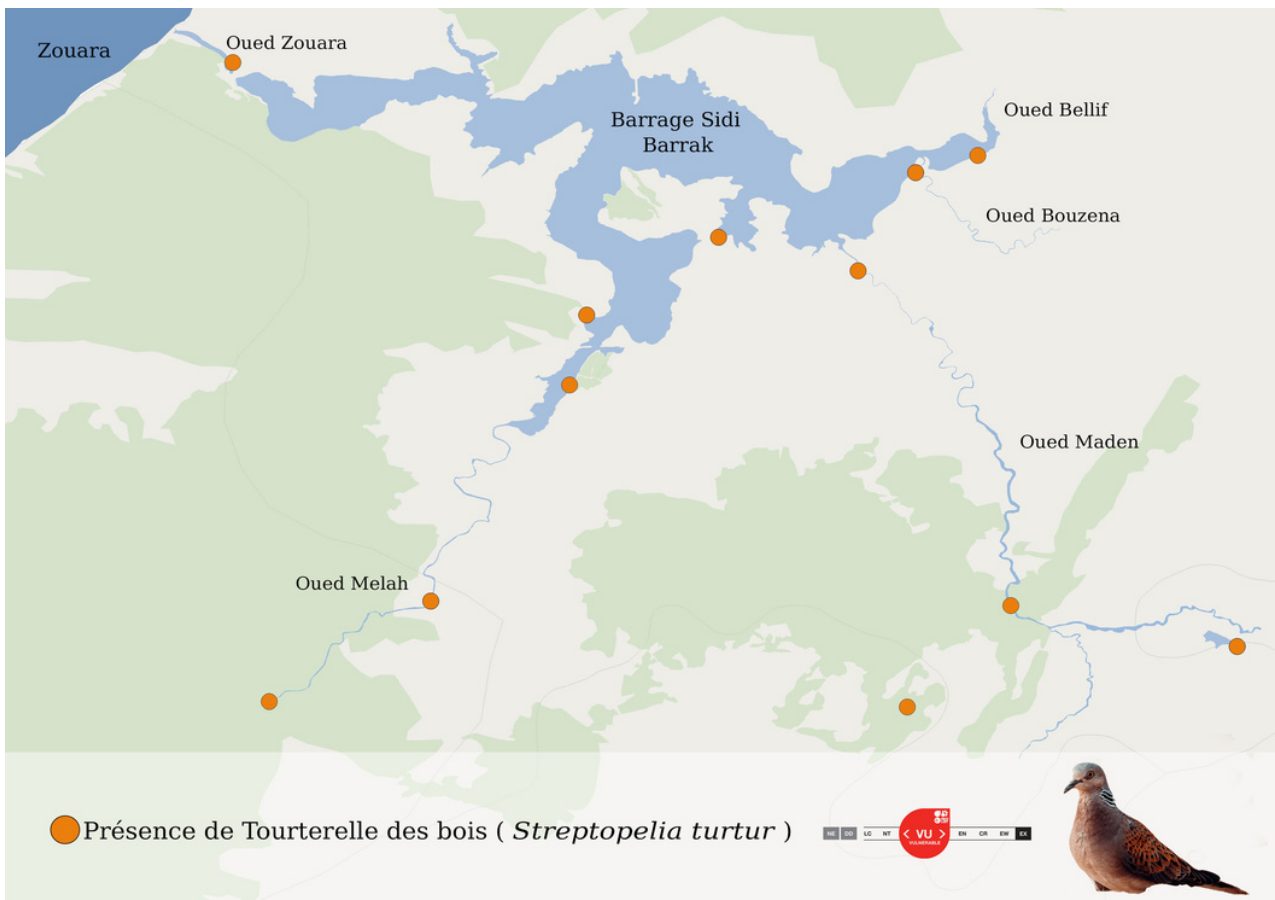 Zouara
Oued Zouara
Barrage Sidi
Barrak
Oued Bellif
Oued Bouzena
Oued Maden
Oued Melah
Présence de Tourterelle des bois ( Streptopelia turtur )
NE DD LC NT < VU > EN CR EW EX
VULNERABLE